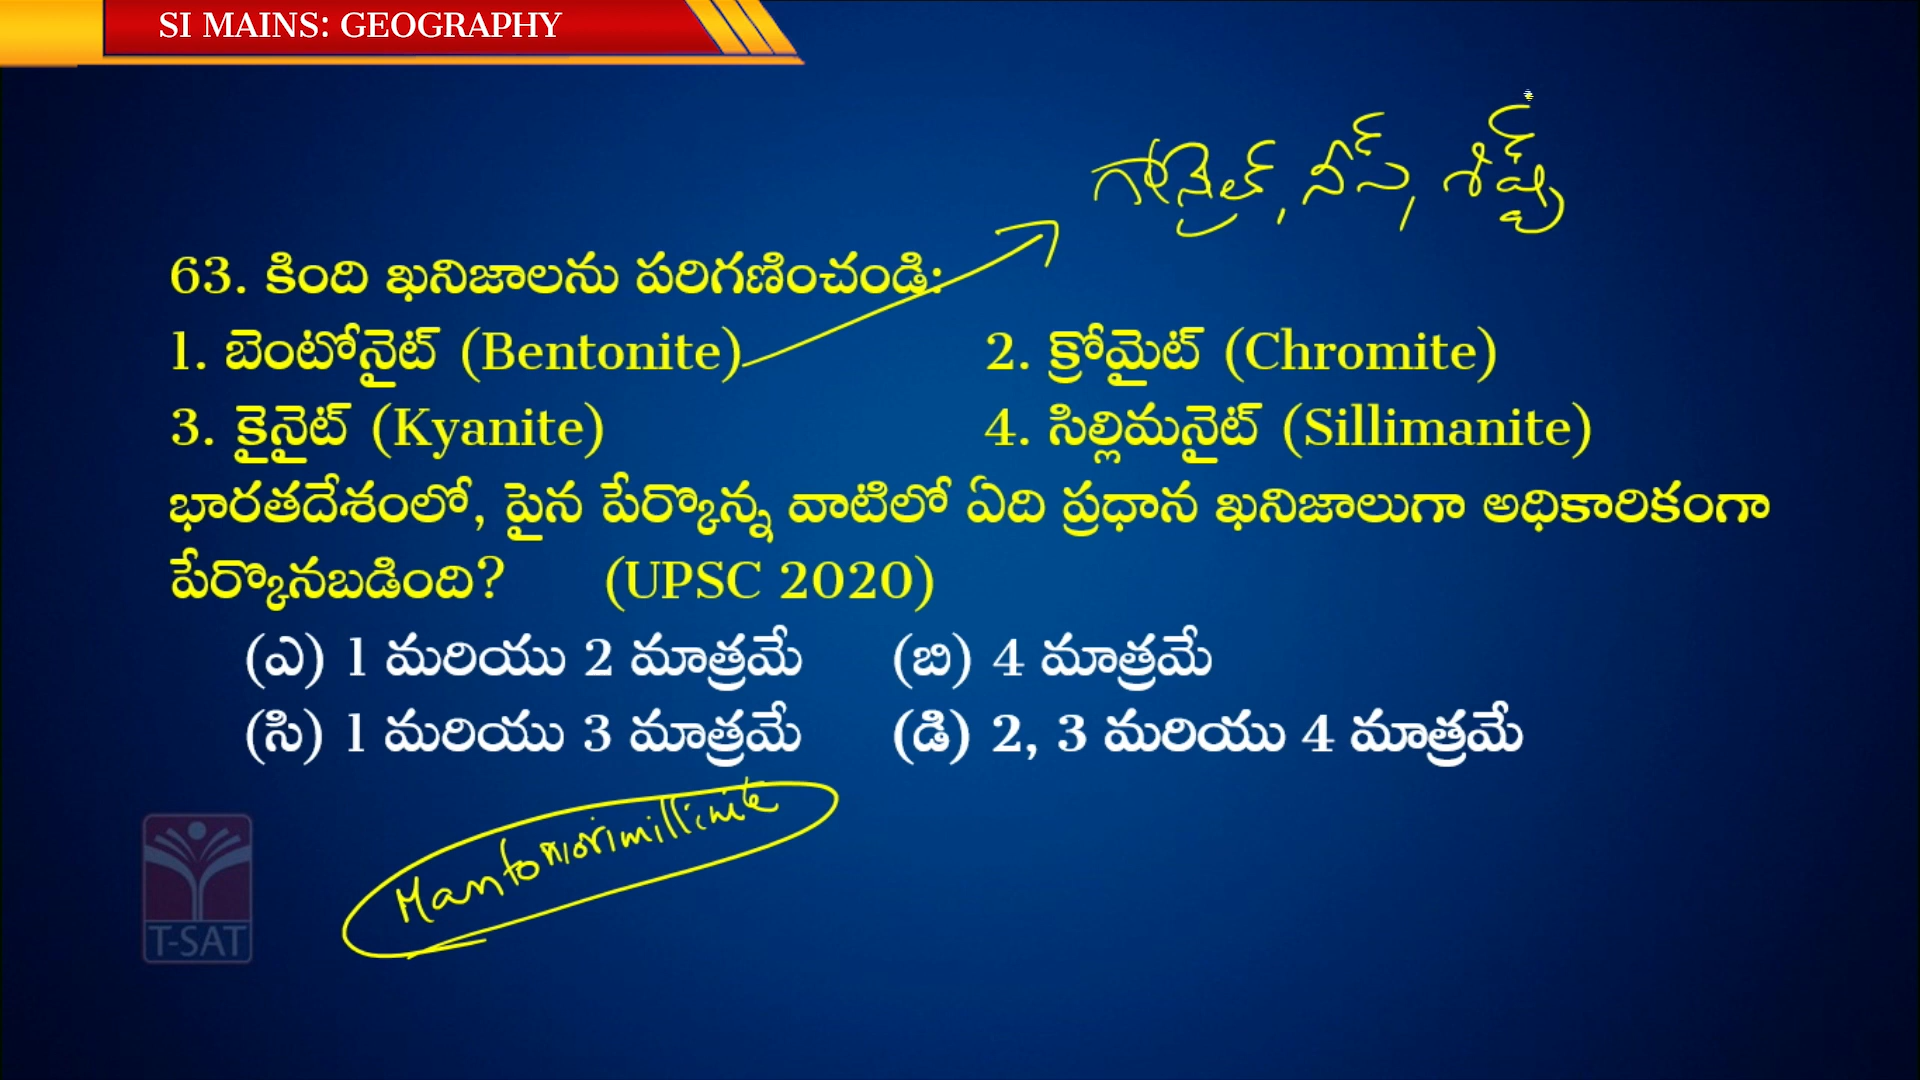 SI MAINS: GEOGRAPHY
63. కింది ఖనిజాలను పరిగణించండి:
1. బెంటోనైట్ (Bentonite) 2. క్రోమైట్ (Chromite)
3. కైనైట్ (Kyanite) 4. సిల్లిమనైట్ (Sillimanite)
భారతదేశంలో, పైన పేర్కొన్న వాటిలో ఏది ప్రధాన ఖనిజాలుగా అధికారికంగా
పేర్కొనబడింది? (UPSC 2020)
(ఎ) 1 మరియు 2 మాత్రమే (బి) 4 మాత్రమే
(సి) 1 మరియు 3 మాత్రమే (డి) 2, 3 మరియు 4 మాత్రమే
Mantomorimillinite
T-SAT